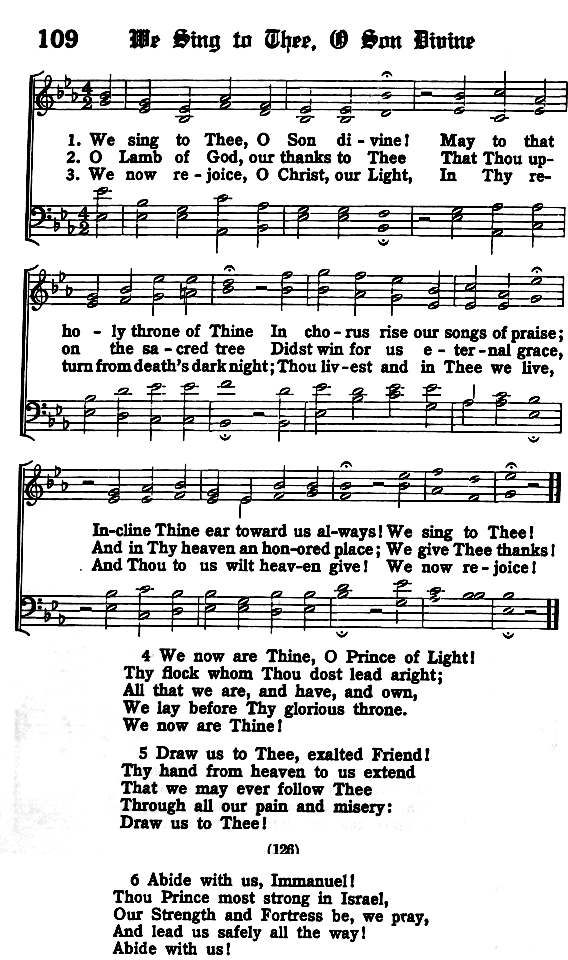 109 We Sing to Thee, O Son Divine
1. We sing to Thee, O Son di - vine! May to that
2. O Lamb of God, our thanks to Thee That Thou up-
3. We now re - joice, O Christ, our Light, In Thy re-
ho - ly throne of Thine In cho - rus rise our songs of praise;
on the sa - cred tree Didst win for us e - ter - nal grace,
turn from death's dark night; Thou liv - est and in Thee we live,
In-cline Thine ear toward us al-ways! We sing to Thee!
And in Thy heaven an hon-ored place; We give Thee thanks!
And Thou to us wilt heav-en give! We now re - joice!
4 We now are Thine, O Prince of Light!
Thy flock whom Thou dost lead aright;
All that we are, and have, and own,
We lay before Thy glorious throne.
We now are Thine!
5 Draw us to Thee, exalted Friend!
Thy hand from heaven to us extend
That we may ever follow Thee
Through all our pain and misery:
Draw us to Thee!
(126)
6 Abide with us, Immanuel!
Thou Prince most strong in Israel,
Our Strength and Fortress be, we pray,
And lead us safely all the way!
Abide with us!